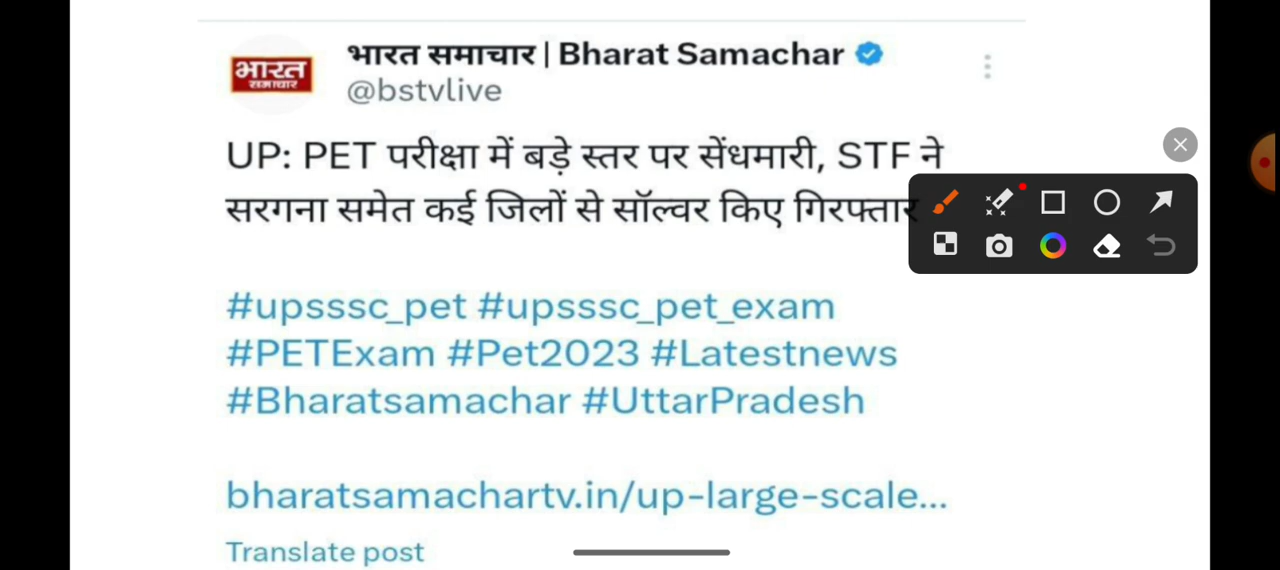 भारत समाचार
भारत समाचार | Bharat Samachar
@bstvlive
UP: PET परीक्षा में बड़े स्तर पर सेंधमारी, STF ने
सरगना समेत कई जिलों से सॉल्वर किए गिरफ्तार
#upsssc_pet #upsssc_pet_exam
#PETExam #Pet2023 #Latestnews
#Bharatsamachar #UttarPradesh
bharatsamachartv.in/up-large-scale...
Translate post